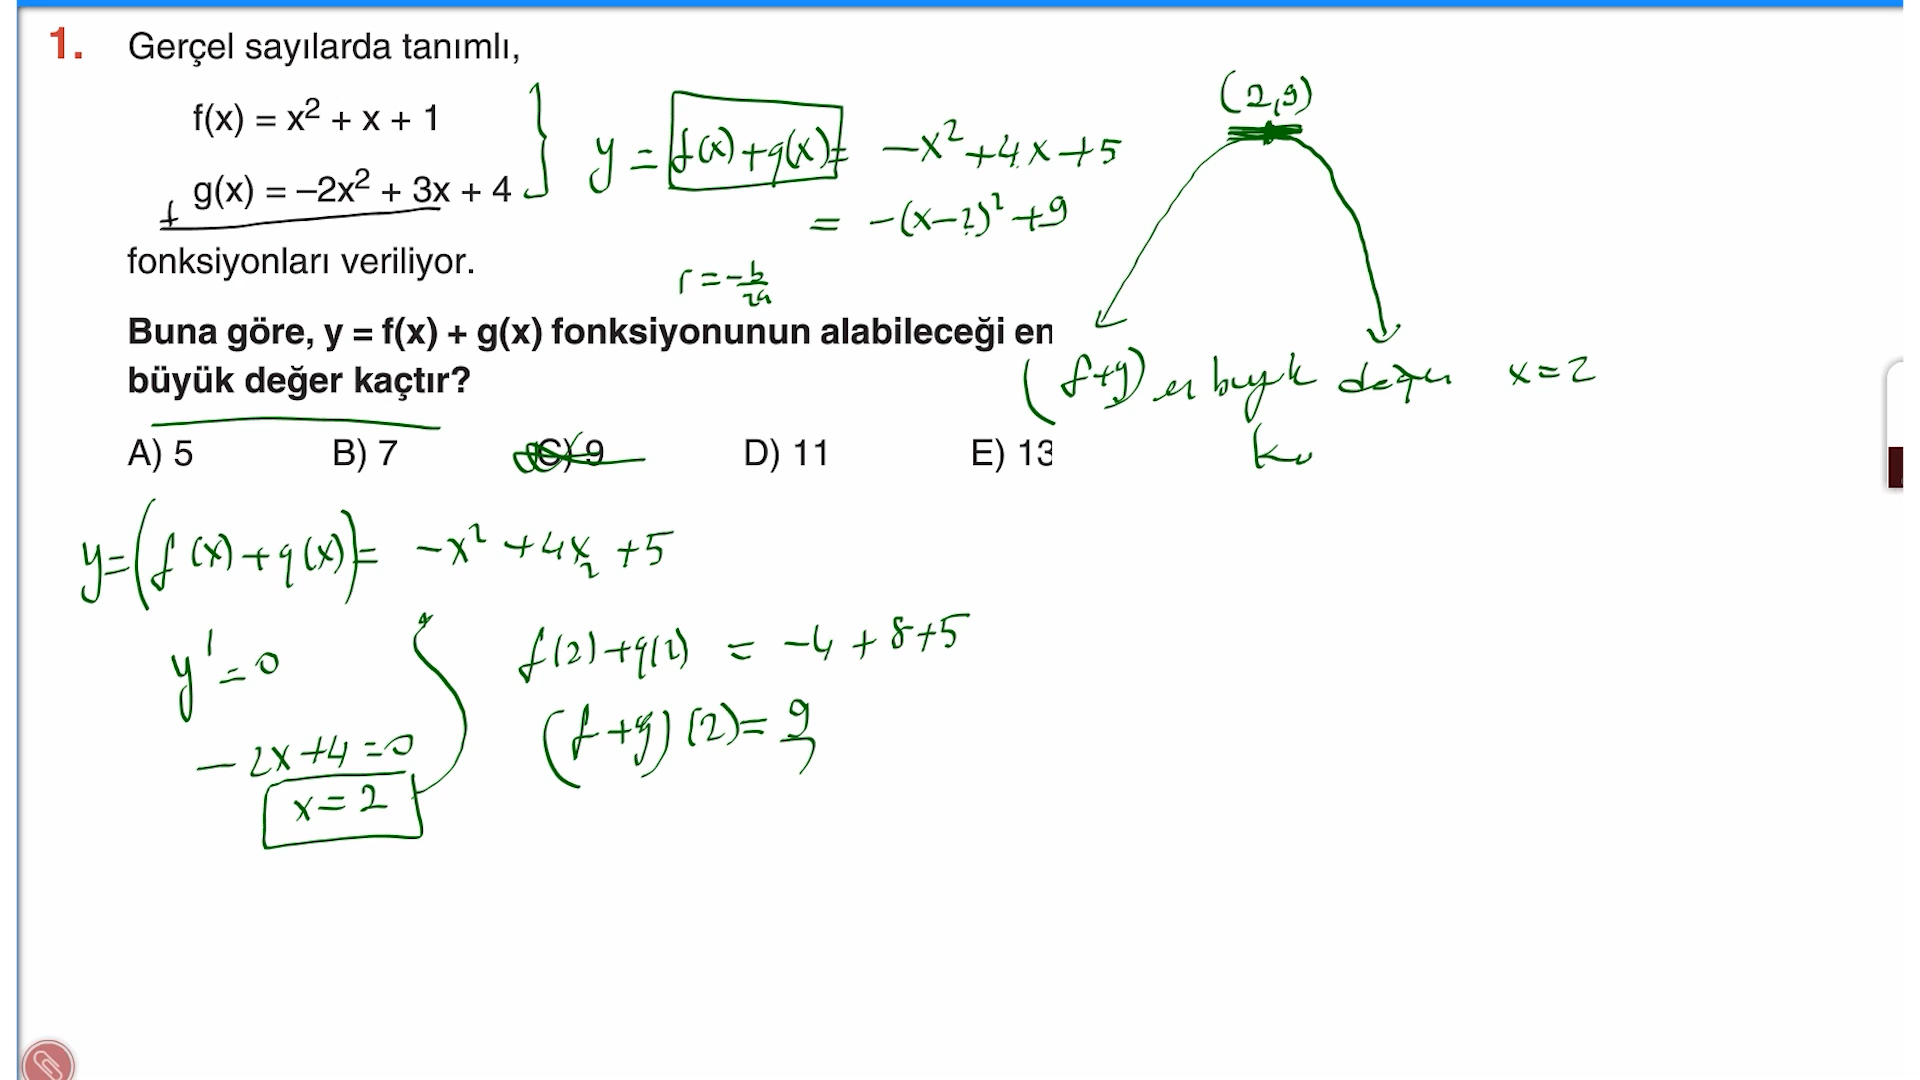 1. Gerçel sayılarda tanımlı,
f(x) = x² + x + 1
g(x) = –2x² + 3x + 4
+
fonksiyonları veriliyor.
Buna göre, y = f(x) + g(x) fonksiyonunun alabileceği en
büyük değer kaçtır?
A) 5 B) 7 C) 9 D) 11 E) 13
y = f(x)+g(x) = -x²+4x+5
= -(x-2)²+9
r = -b/2a
(2,9)
(f+g) en büyük değer x=2
y=(f(x)+g(x))= -x²+4x+5
2
y'=0
-2x+4=0
x=2
f(2)+g(2) = -4+8+5
(f+g)(2)=9